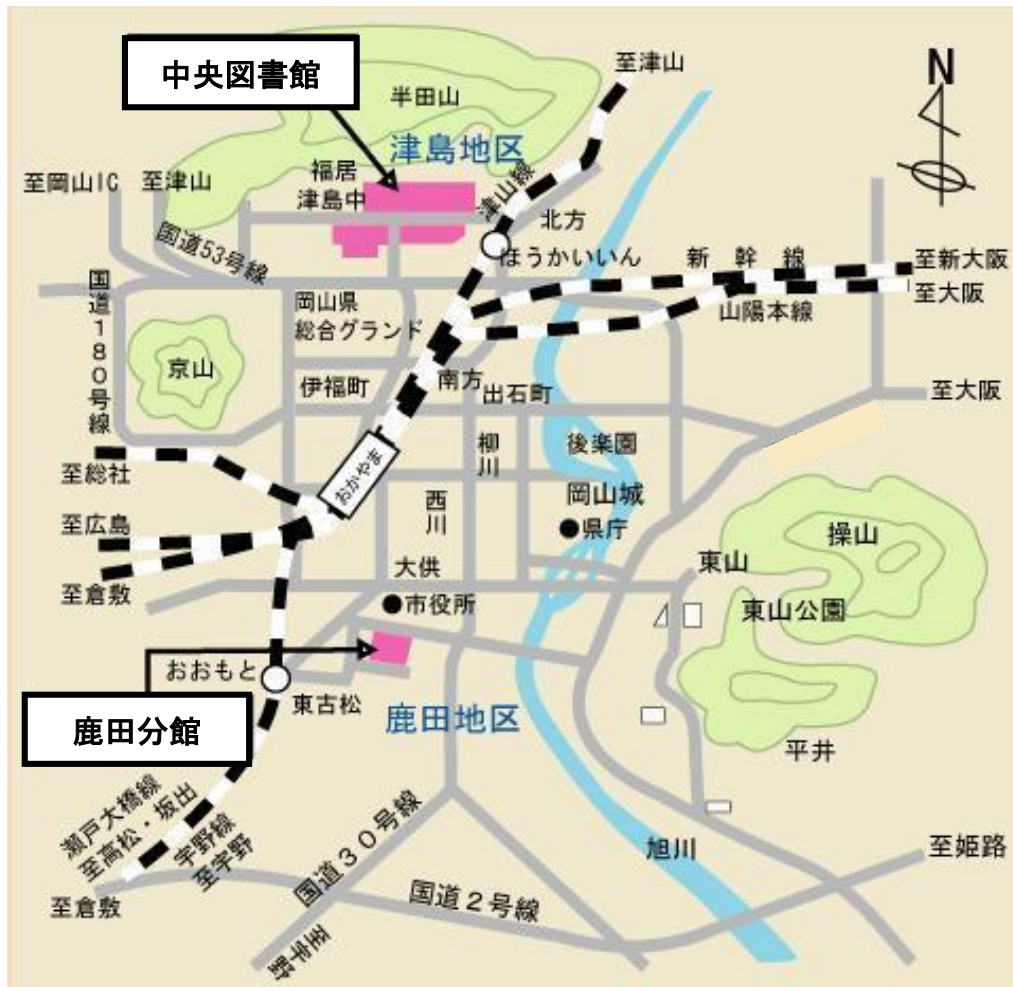 中央図書館
至津山
N
半田山
津島地区
福居
津島中
至岡山IC
至津山
津山線
北方
国道53号線
ほうかいいん
新幹線
至新大阪
至大阪
山陽本線
国道180号線
岡山県
総合グランド
京山
伊福町
南方
出石町
至大阪
おかやま
柳川
後楽園
至総社
西川
岡山城
至広島
●県庁
操山
大供
東山
至倉敷
●市役所
東山公園
おおもと
東古松
鹿田地区
鹿田分館
平井
瀬戸大橋線
至高松・坂出
宇野線
至宇野
国道30号線
旭川
至姫路
至倉敷
国道2号線
至宇野